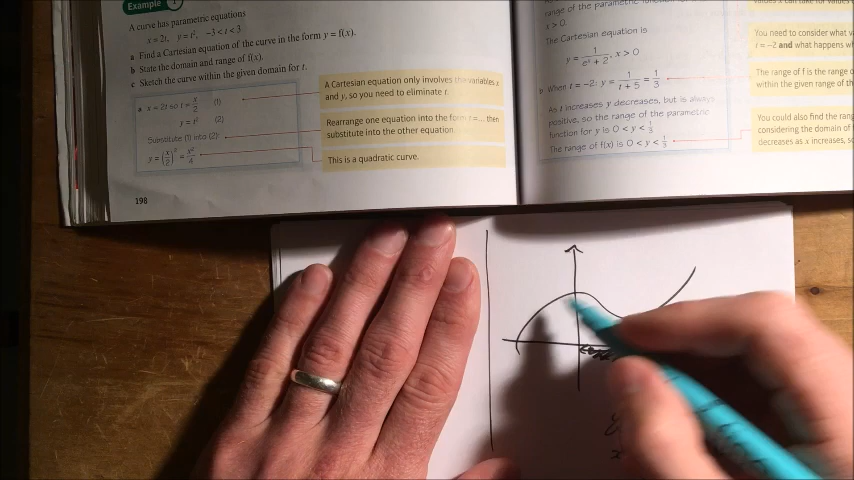 Example 1
A curve has parametric equations
x = 2t, y = t², −3 < t < 3
a Find a Cartesian equation of the curve in the form y = f(x).
b State the domain and range of f(x).
c Sketch the curve within the given domain for t.
a x = 2t so t = x/2 (1)
y = t² (2)
Substitute (1) into (2)
y = (x/2)² = x²/4
A Cartesian equation only involves the variables x
and y, so you need to eliminate t.
Rearrange one equation into the form t = ... then
substitute into the other equation.
This is a quadratic curve.
198
range of the parametric
x > 0.
The Cartesian equation is
y = 1/(eˣ + 2), x > 0
b When t = −2: y = 1/(t + 5) = 1/3
As t increases y decreases, but is always
positive, so the range of the parametric
function for y is 0 < y < 1/3
The range of f(x) is 0 < y < 1/3
values x can take for values
You need to consider what
t = −2 and what happens
The range of f is the range
within the given range of
You could also find the
considering the domain of
decreases as x increases,
x